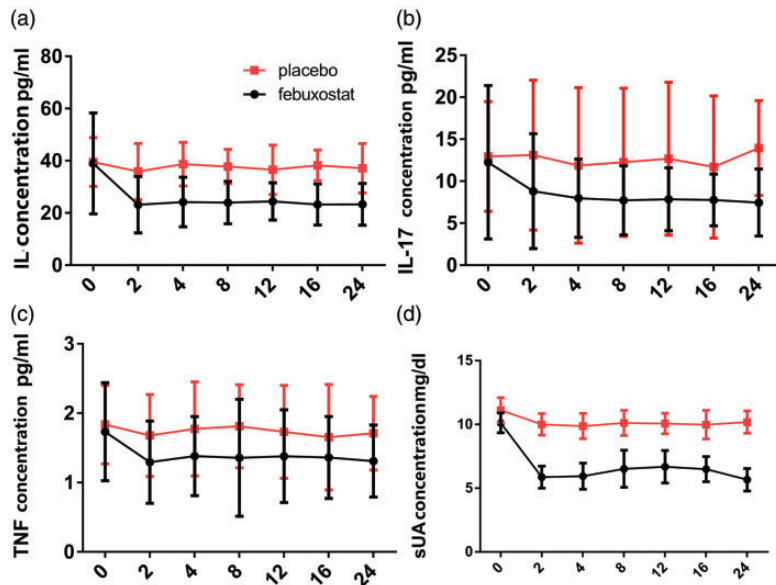 (a)
IL concentration pg/ml
80
60
40
20
0
placebo
febuxostat
0 2 4 8 12 16 24
(b)
IL-17 concentration pg/ml
25
20
15
10
5
0
0 2 4 8 12 16 24
(c)
TNF concentration pg/ml
3
2
1
0
0 2 4 8 12 16 24
(d)
sUA concentration mg/dl
15
10
5
0
0 2 4 8 12 16 24